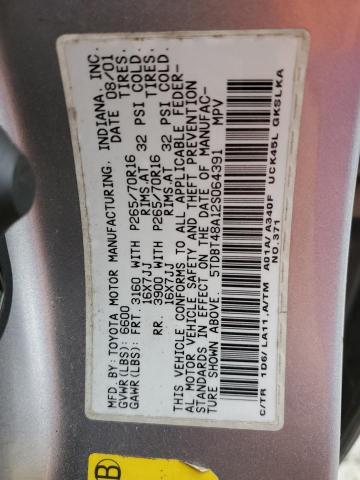 MFD.BY:TOYOTA MOTOR MANUFACTURING, INDIANA, INC.
GVWR(LBS): 6600 DATE 08/01
GAWR(LBS): FRT. 3160 WITH P265/70R16 TIRES.
16X7JJ RIMS.AT 32 PSI COLD.
RR. 3900 WITH P265/70R16 TIRES.
16X7JJ RIMS.AT 32 PSI COLD.
THIS VEHICLE CONFORMS TO ALL APPLICABLE FEDER-
AL MOTOR VEHICLE SAFETY AND THEFT PREVENTION
STANDARDS IN EFFECT ON THE DATE OF MANUFAC-
TURE SHOWN ABOVE. 5TDBT48A12S064391 MPV
C/TR 1D6/LA11.A/TM A01A/A340F UCK45L GKSLKA
NO.371
B